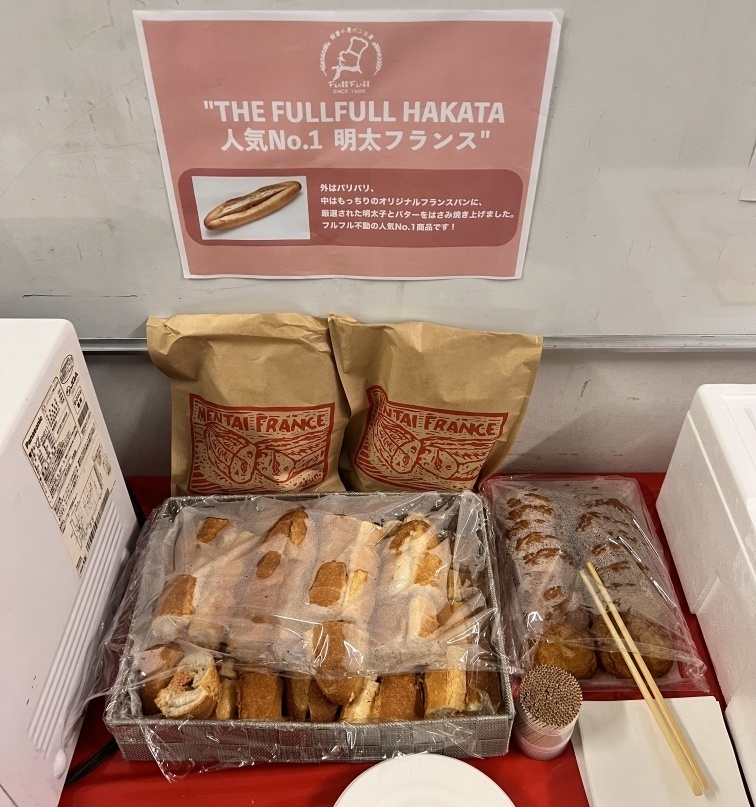 FullFull
SINCE 1986
"THE FULLFULL HAKATA
人気No.1 明太フランス"
外はパリパリ、
中はもっちりのオリジナルフランスパンに、
厳選された明太子とバターをはさみ焼き上げました。
フルフル不動の人気No.1商品です！
MENTAI FRANCE
MENTAI FRANCE
Panasonic